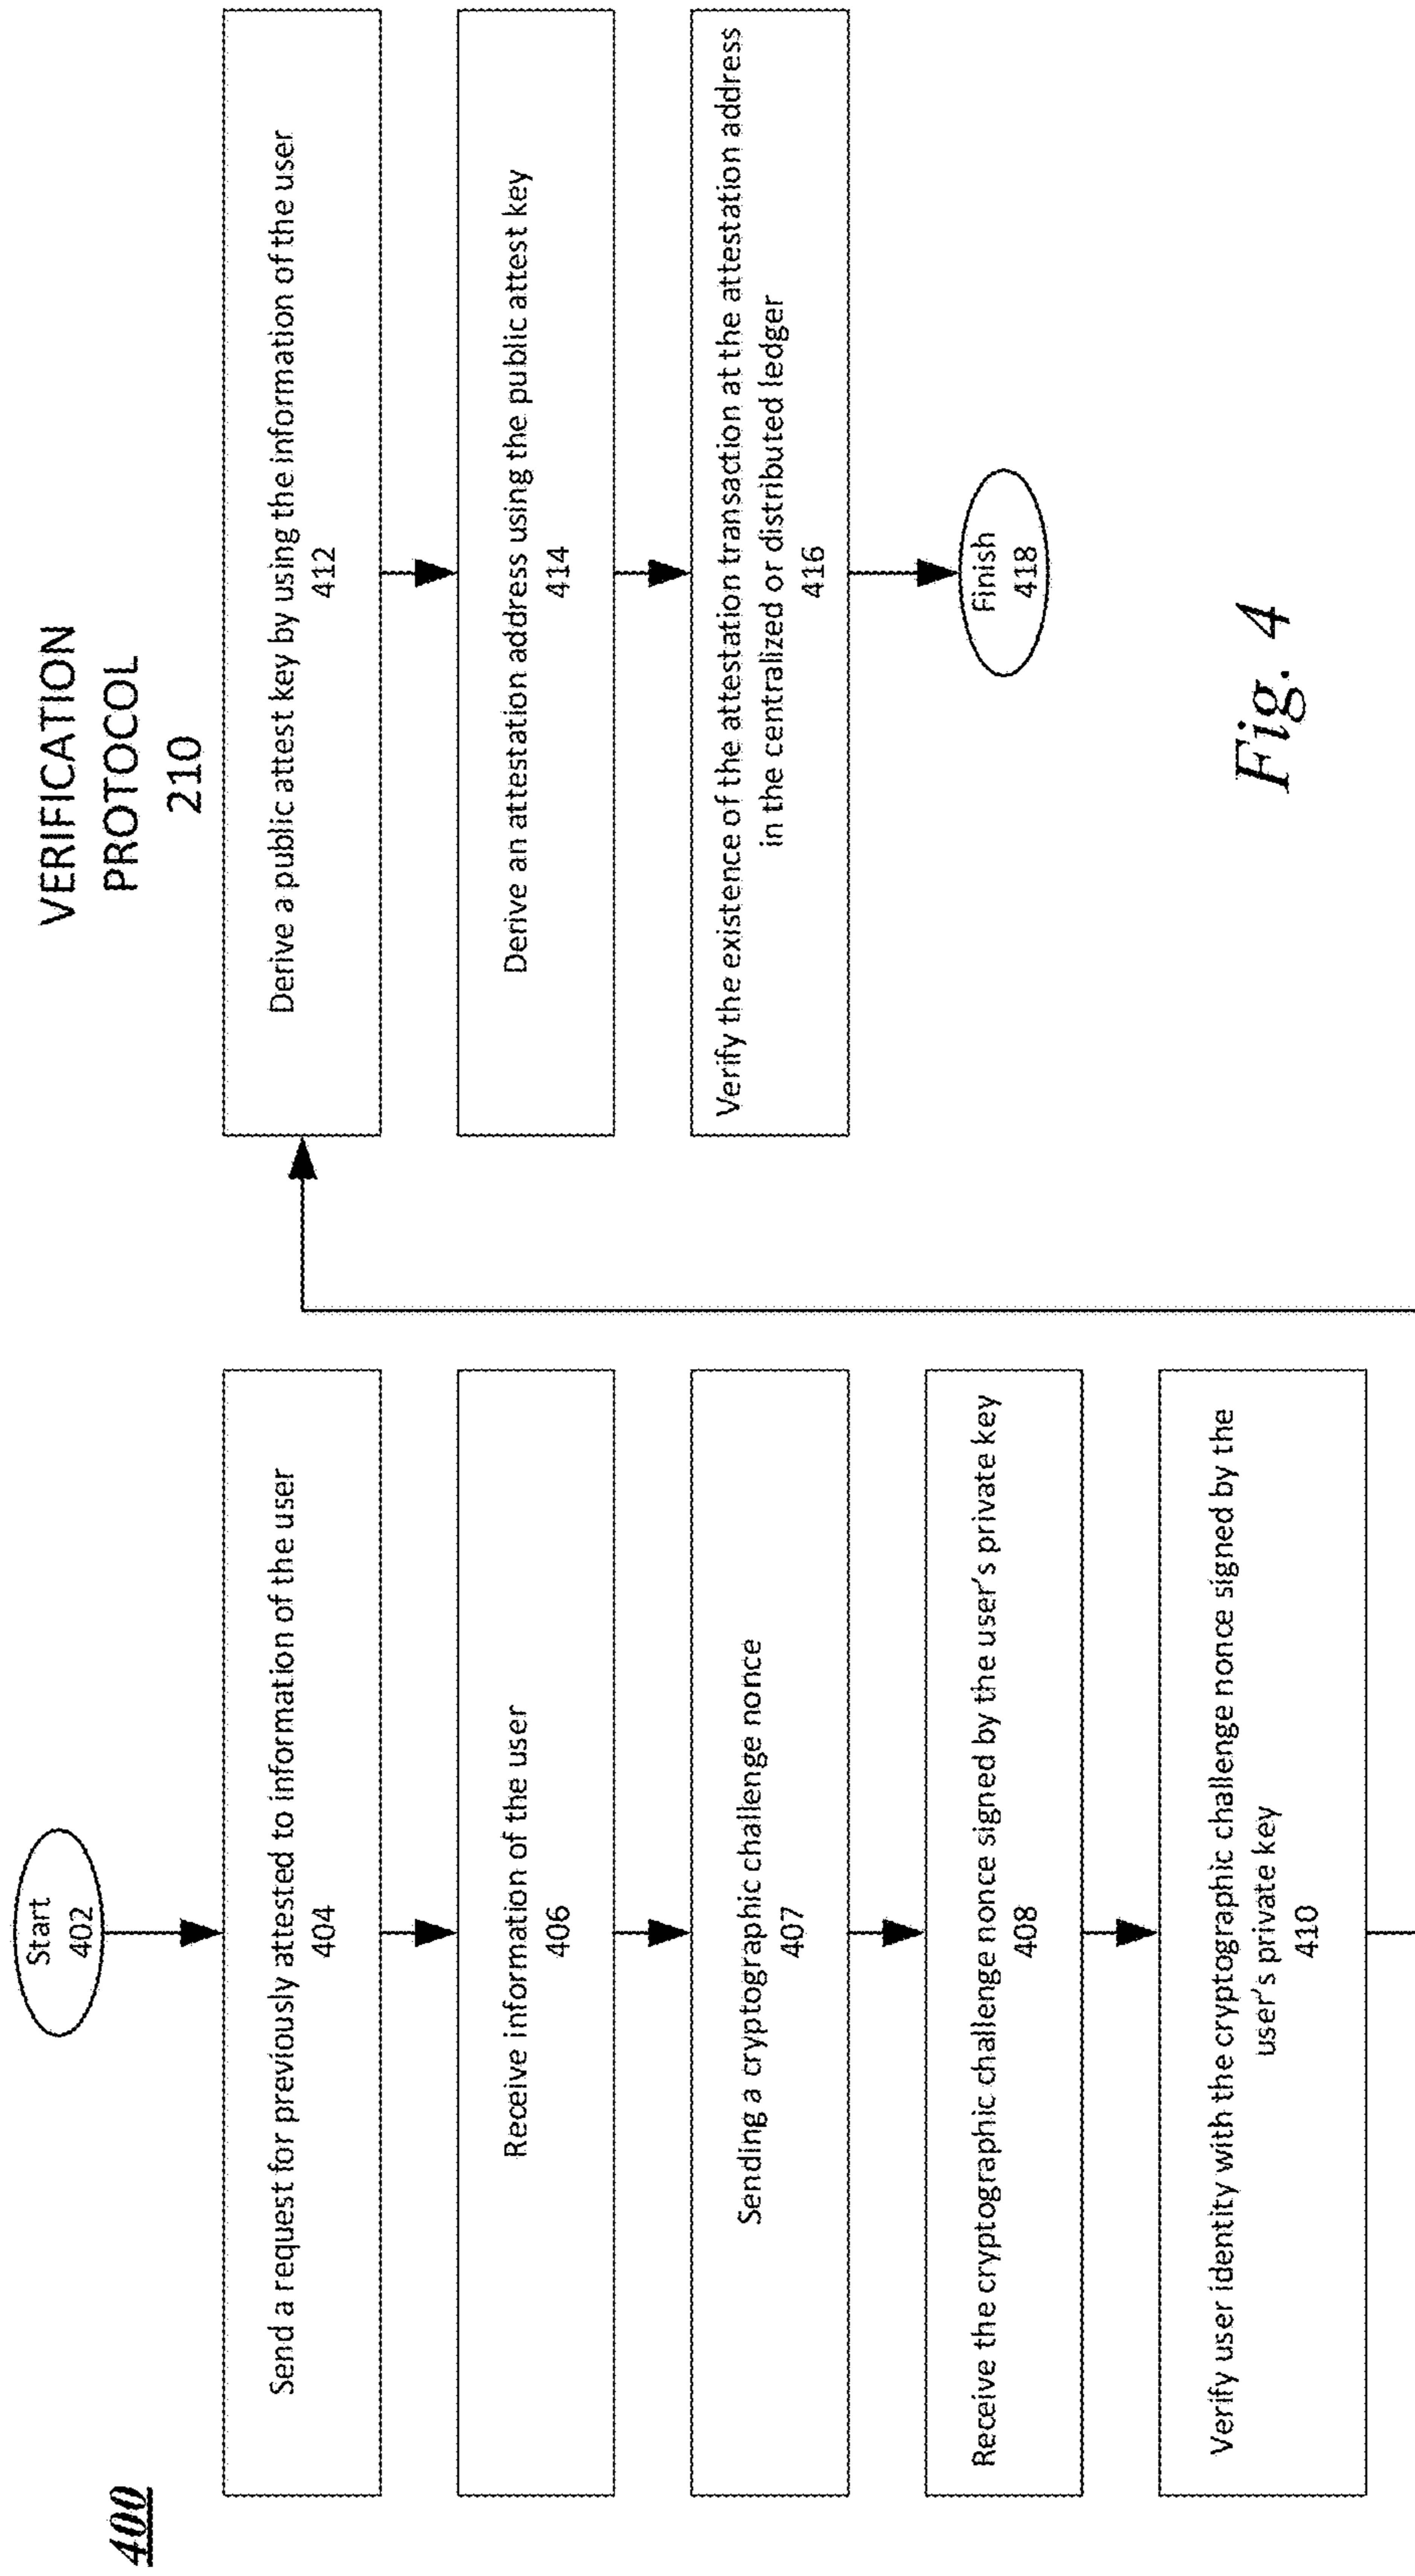 400
VERIFICATION
PROTOCOL
210
Start
402
Send a request for previously attested to information of the user
404
Receive information of the user
406
Sending a cryptographic challenge nonce
407
Receive the cryptographic challenge nonce signed by the user's private key
408
Verify user identity with the cryptographic challenge nonce signed by the
user's private key
410
Derive a public attest key by using the information of the user
412
Derive an attestation address using the public attest key
414
Verify the existence of the attestation transaction at the attestation address
in the centralized or distributed ledger
416
Finish
418
Fig. 4